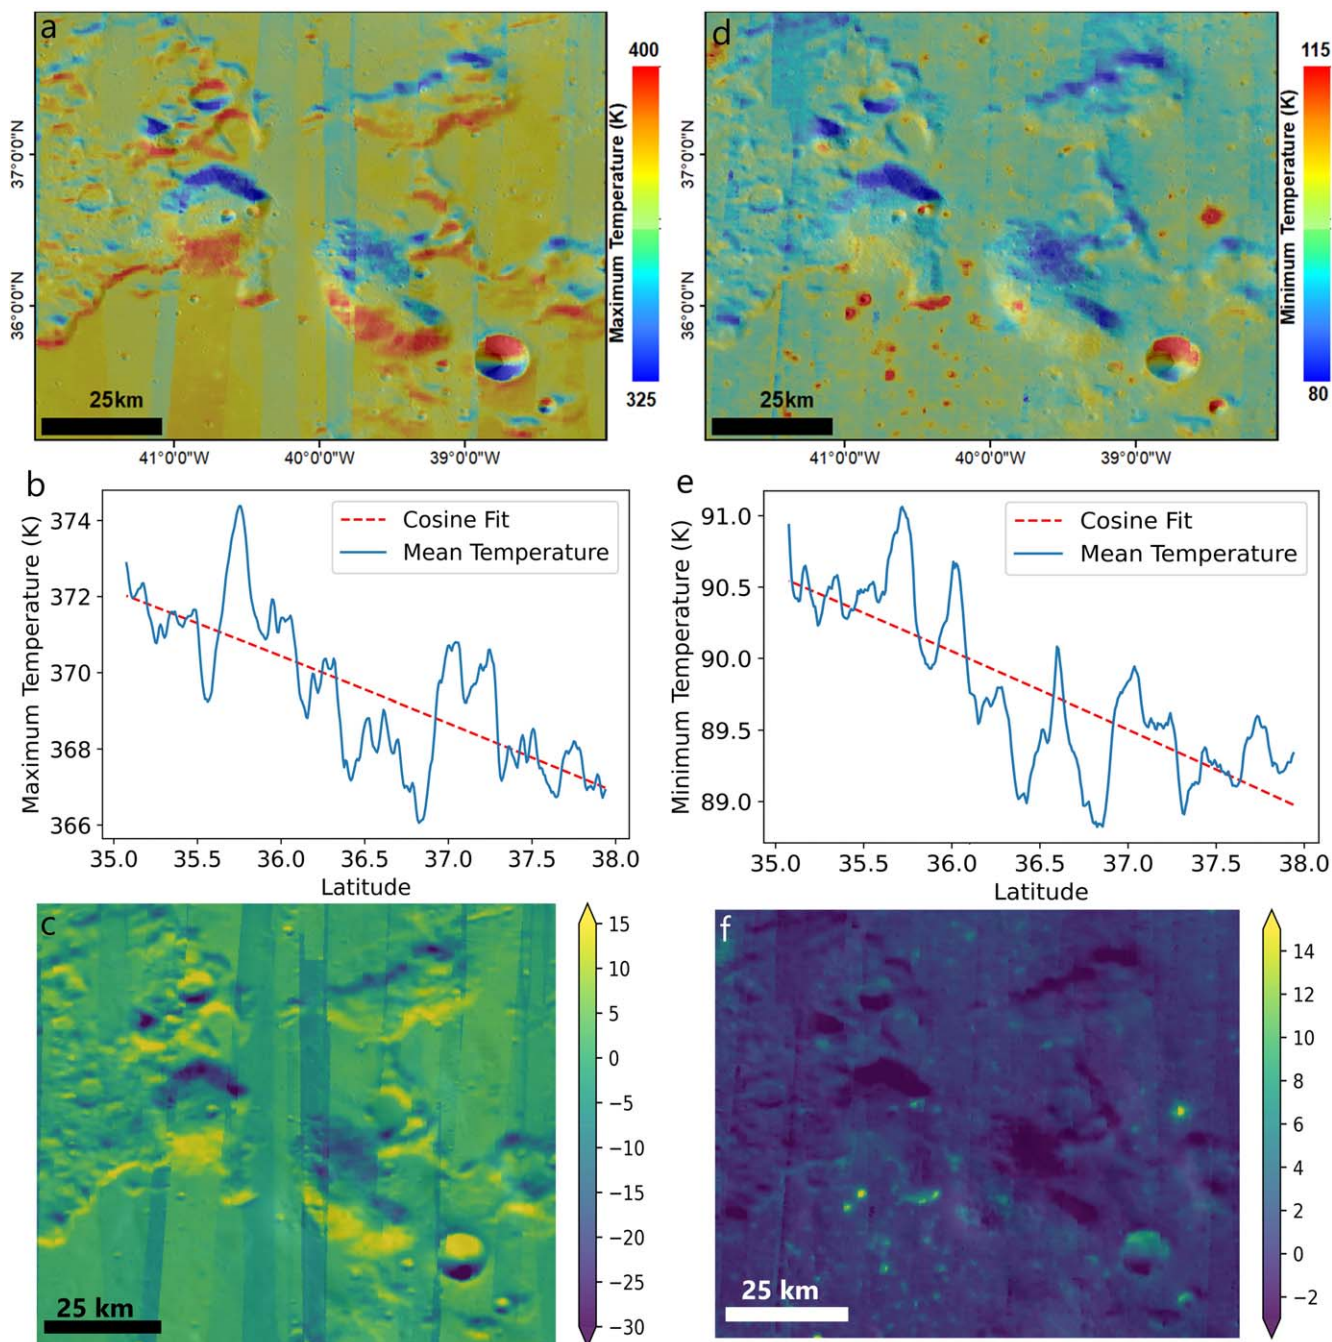 a
400
Maximum Temperature (K)
325
37°0'0"N
36°0'0"N
25km
41°0'0"W
40°0'0"W
39°0'0"W
d
115
Minimum Temperature (K)
80
37°0'0"N
36°0'0"N
25km
41°0'0"W
40°0'0"W
39°0'0"W
b
Cosine Fit
Mean Temperature
Maximum Temperature (K)
374
372
370
368
366
35.0 35.5 36.0 36.5 37.0 37.5 38.0
Latitude
e
Cosine Fit
Mean Temperature
Minimum Temperature (K)
91.0
90.5
90.0
89.5
89.0
35.0 35.5 36.0 36.5 37.0 37.5 38.0
Latitude
c
15
10
5
0
−5
−10
−15
−20
−25
−30
25 km
f
14
12
10
8
6
4
2
0
−2
25 km